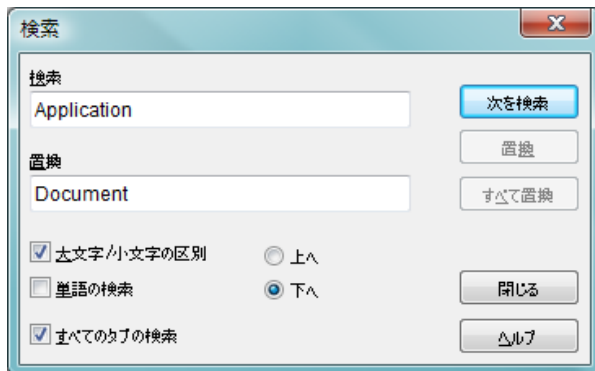 検索
検索
Application
次を検索
置換
置換
Document
すべて置換
大文字/小文字の区別
上へ
単語の検索
下へ
閉じる
すべてのタブの検索
ヘルプ